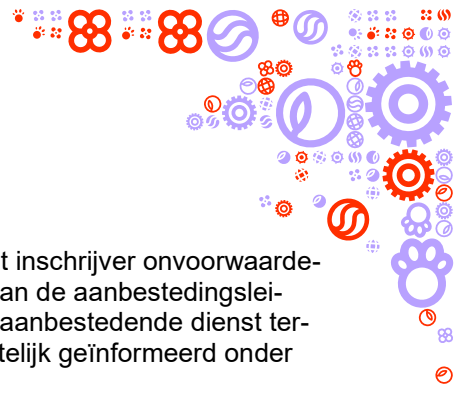 t inschrijver onvoorwaarde-
an de aanbestedingslei-
aanbestedende dienst ter-
telijk geïnformeerd onder